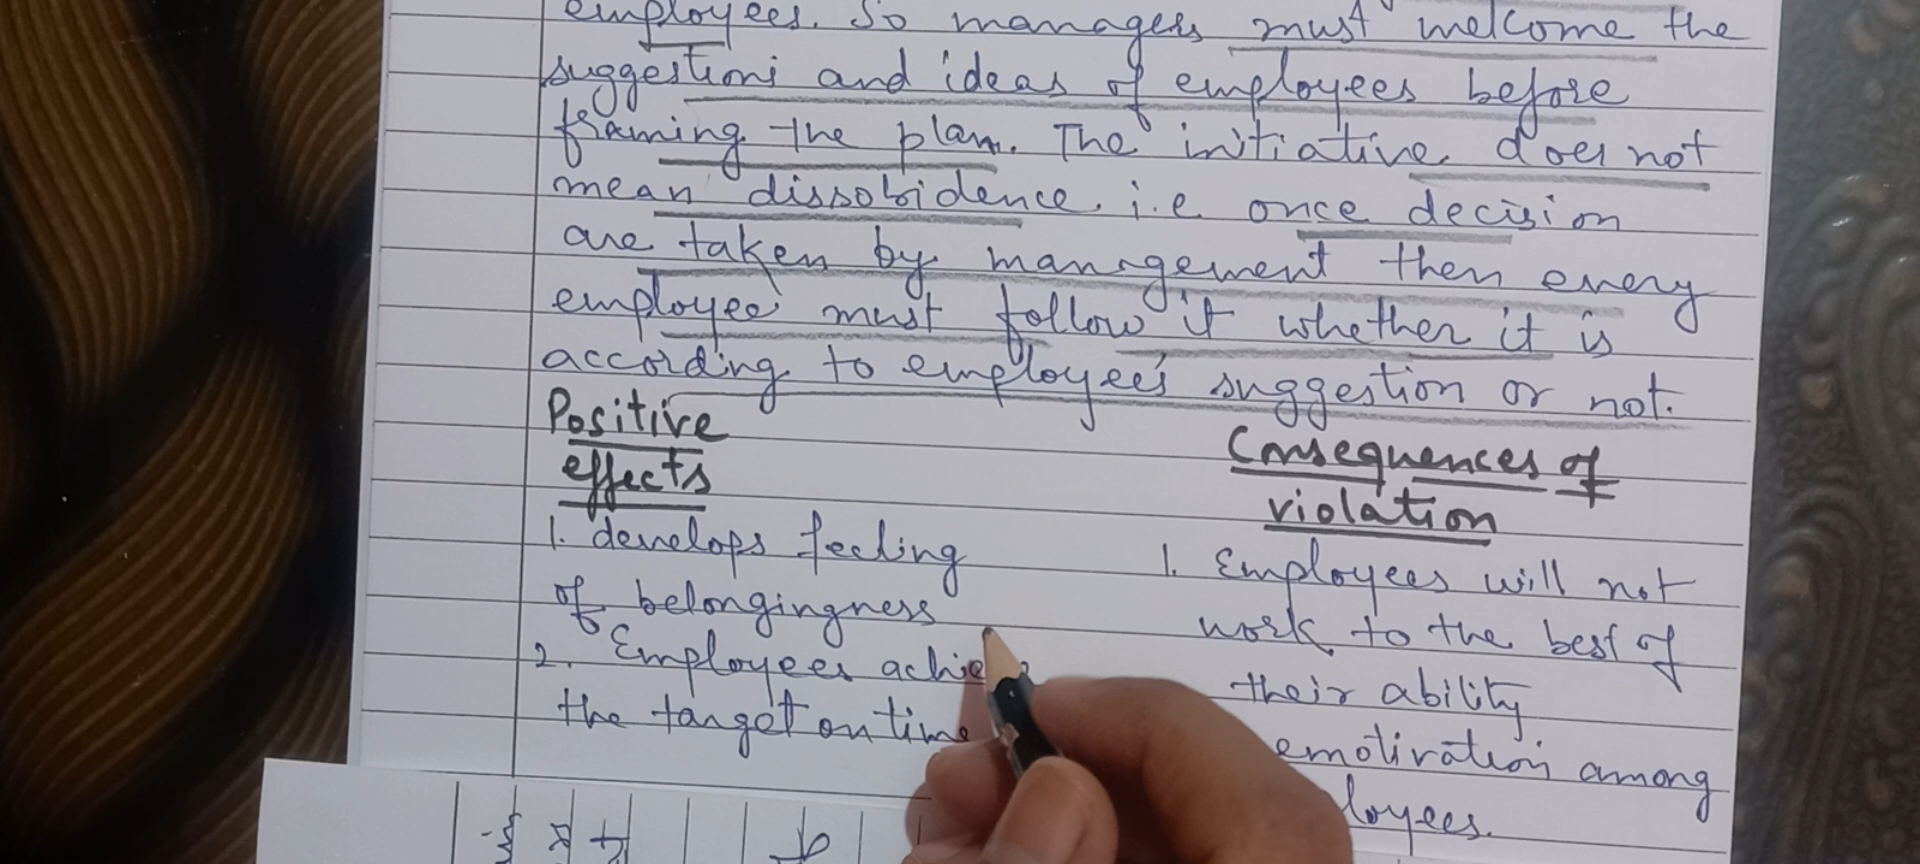 employees. So managers must welcome the
suggestions and ideas of employees before
framing the plan. The initiative does not
mean dissobidence i.e once decision
are taken by management then every
employee must follow it whether it is
according to employee's suggestion or not.
Positive
effects
1. develops feeling
of belongingness
2. Employees
the target on time
Consequences of
violation
1. Employees will not
work to the best of
their ability
emotivation among
loyees.